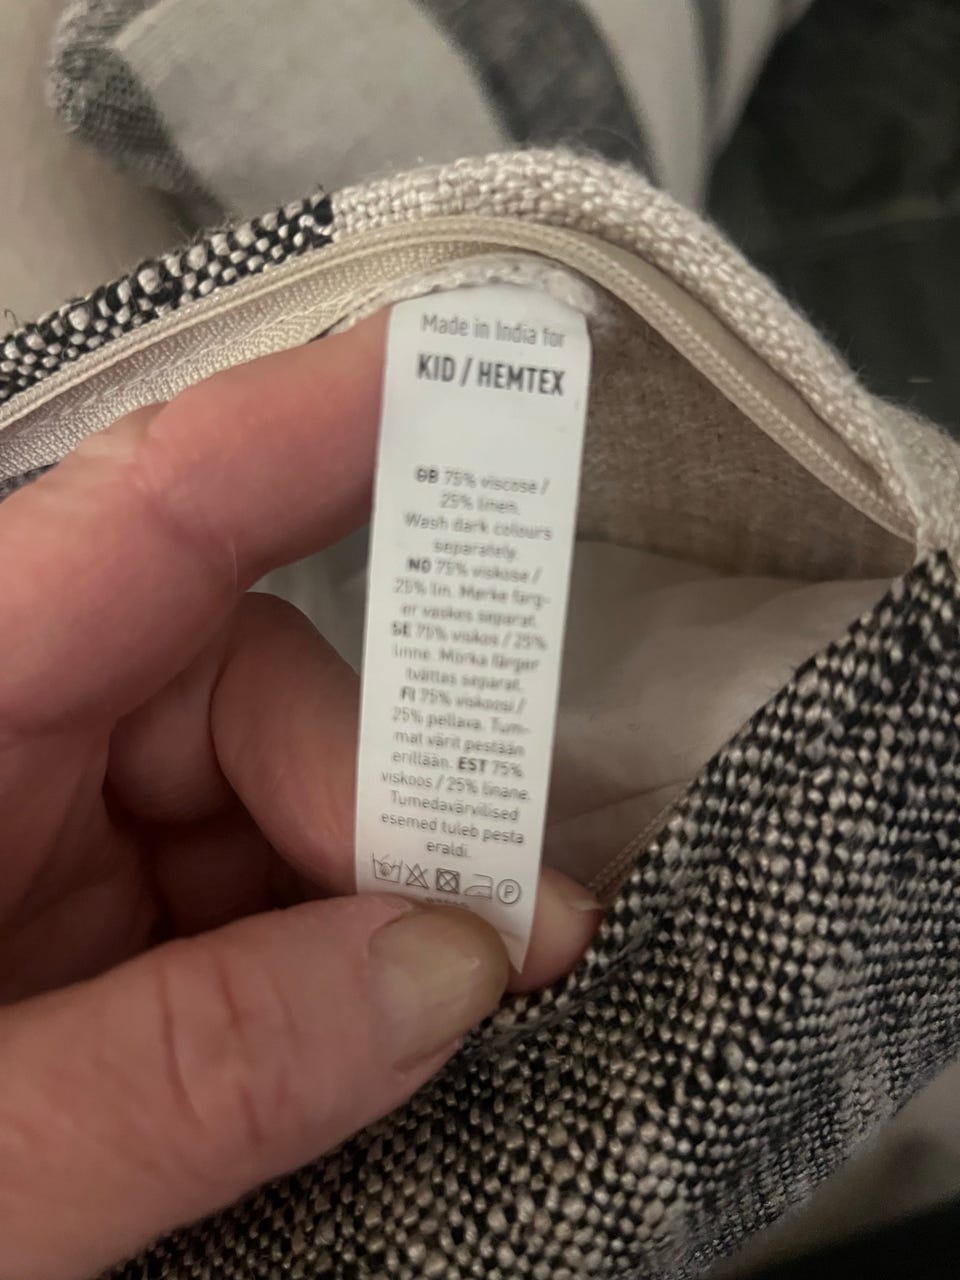 Made in India for
KID / HEMTEX
GB 75% viscose /
25% linen.
Wash dark colours
separately.
NO 75% viskose /
25% lin. Mørke farg-
er vaskes separat.
SE 75% viskos / 25%
linne. Mörka färger
tvättas separat.
FI 75% viskoosi /
25% pellava. Tum-
mat värit pestään
erillään. EST 75%
viskoos / 25% linane.
Tumedavärvilised
esemed tuleb pesta
eraldi.
P